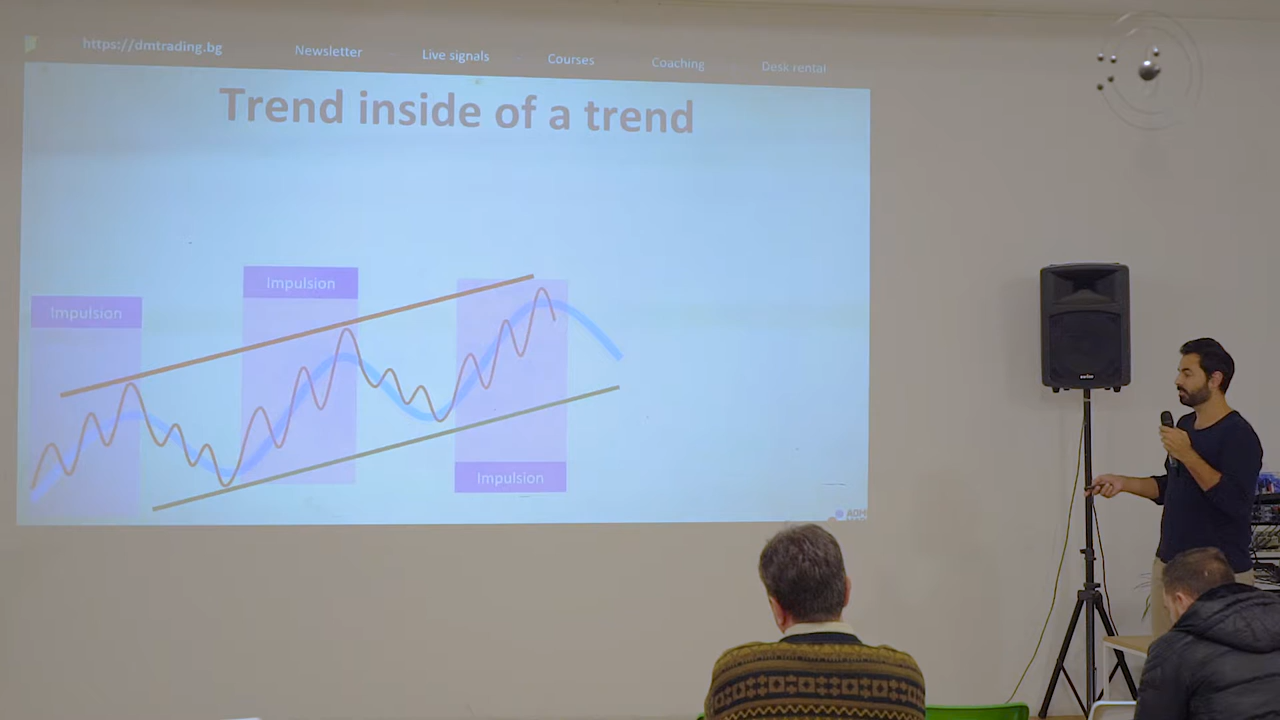 https://dmtrading.bg
Newsletter
Live signals
Courses
Coaching
Desk rental
Trend inside of a trend
Impulsion
Impulsion
Impulsion